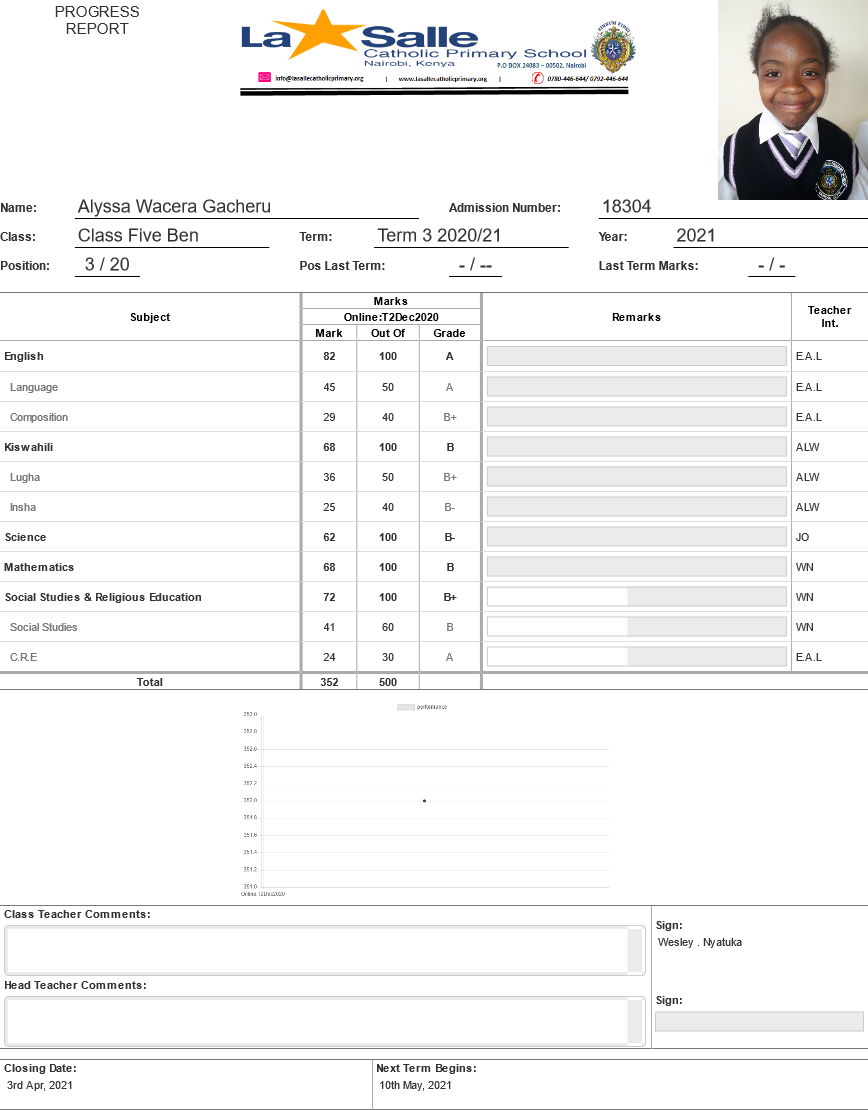 PROGRESS
REPORT
La Salle
Catholic Primary School
Nairobi, Kenya
P.O BOX 24083 – 00502, Nairobi
info@lasallecatholicprimary.org | www.lasallecatholicprimary.org | 0780-446-644/ 0792-446-644
Name: Alyssa Wacera Gacheru Admission Number: 18304
Class: Class Five Ben Term: Term 3 2020/21 Year: 2021
Position: 3 / 20 Pos Last Term: - / -- Last Term Marks: - / -
Subject Marks Remarks Teacher Int.
Online:T2Dec2020
Mark Out Of Grade
English 82 100 A E.A.L
Language 45 50 A E.A.L
Composition 29 40 B+ E.A.L
Kiswahili 68 100 B ALW
Lugha 36 50 B+ ALW
Insha 25 40 B- ALW
Science 62 100 B- JO
Mathematics 68 100 B WN
Social Studies & Religious Education 72 100 B+ WN
Social Studies 41 60 B WN
C.R.E 24 30 A E.A.L
Total 352 500
performance
353.0
352.8
352.6
352.4
352.2
352.0
351.8
351.6
351.4
351.2
351.0
Online:T2Dec2020
Class Teacher Comments:
Sign:
Wesley . Nyatuka
Head Teacher Comments:
Sign:
Closing Date: Next Term Begins:
3rd Apr, 2021 10th May, 2021